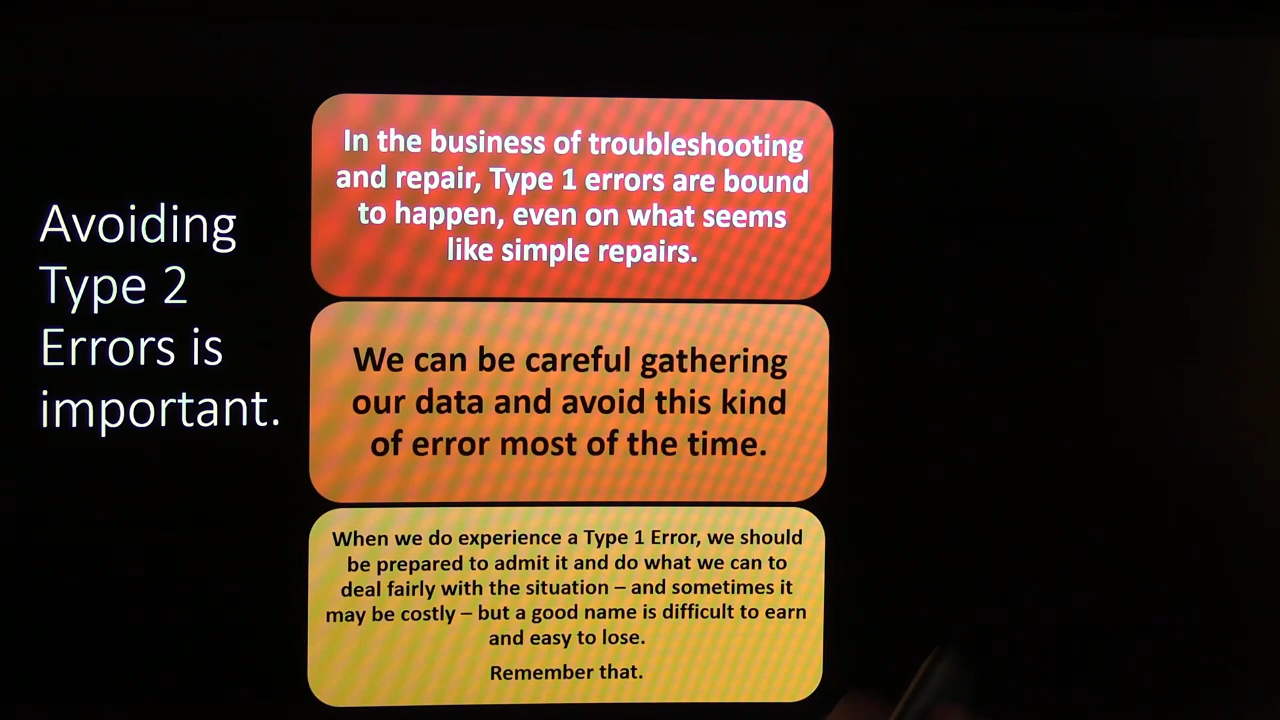 Avoiding
Type 2
Errors is
important.
In the business of troubleshooting
and repair, Type 1 errors are bound
to happen, even on what seems
like simple repairs.
We can be careful gathering
our data and avoid this kind
of error most of the time.
When we do experience a Type 1 Error, we should
be prepared to admit it and do what we can to
deal fairly with the situation – and sometimes it
may be costly – but a good name is difficult to earn
and easy to lose.
Remember that.